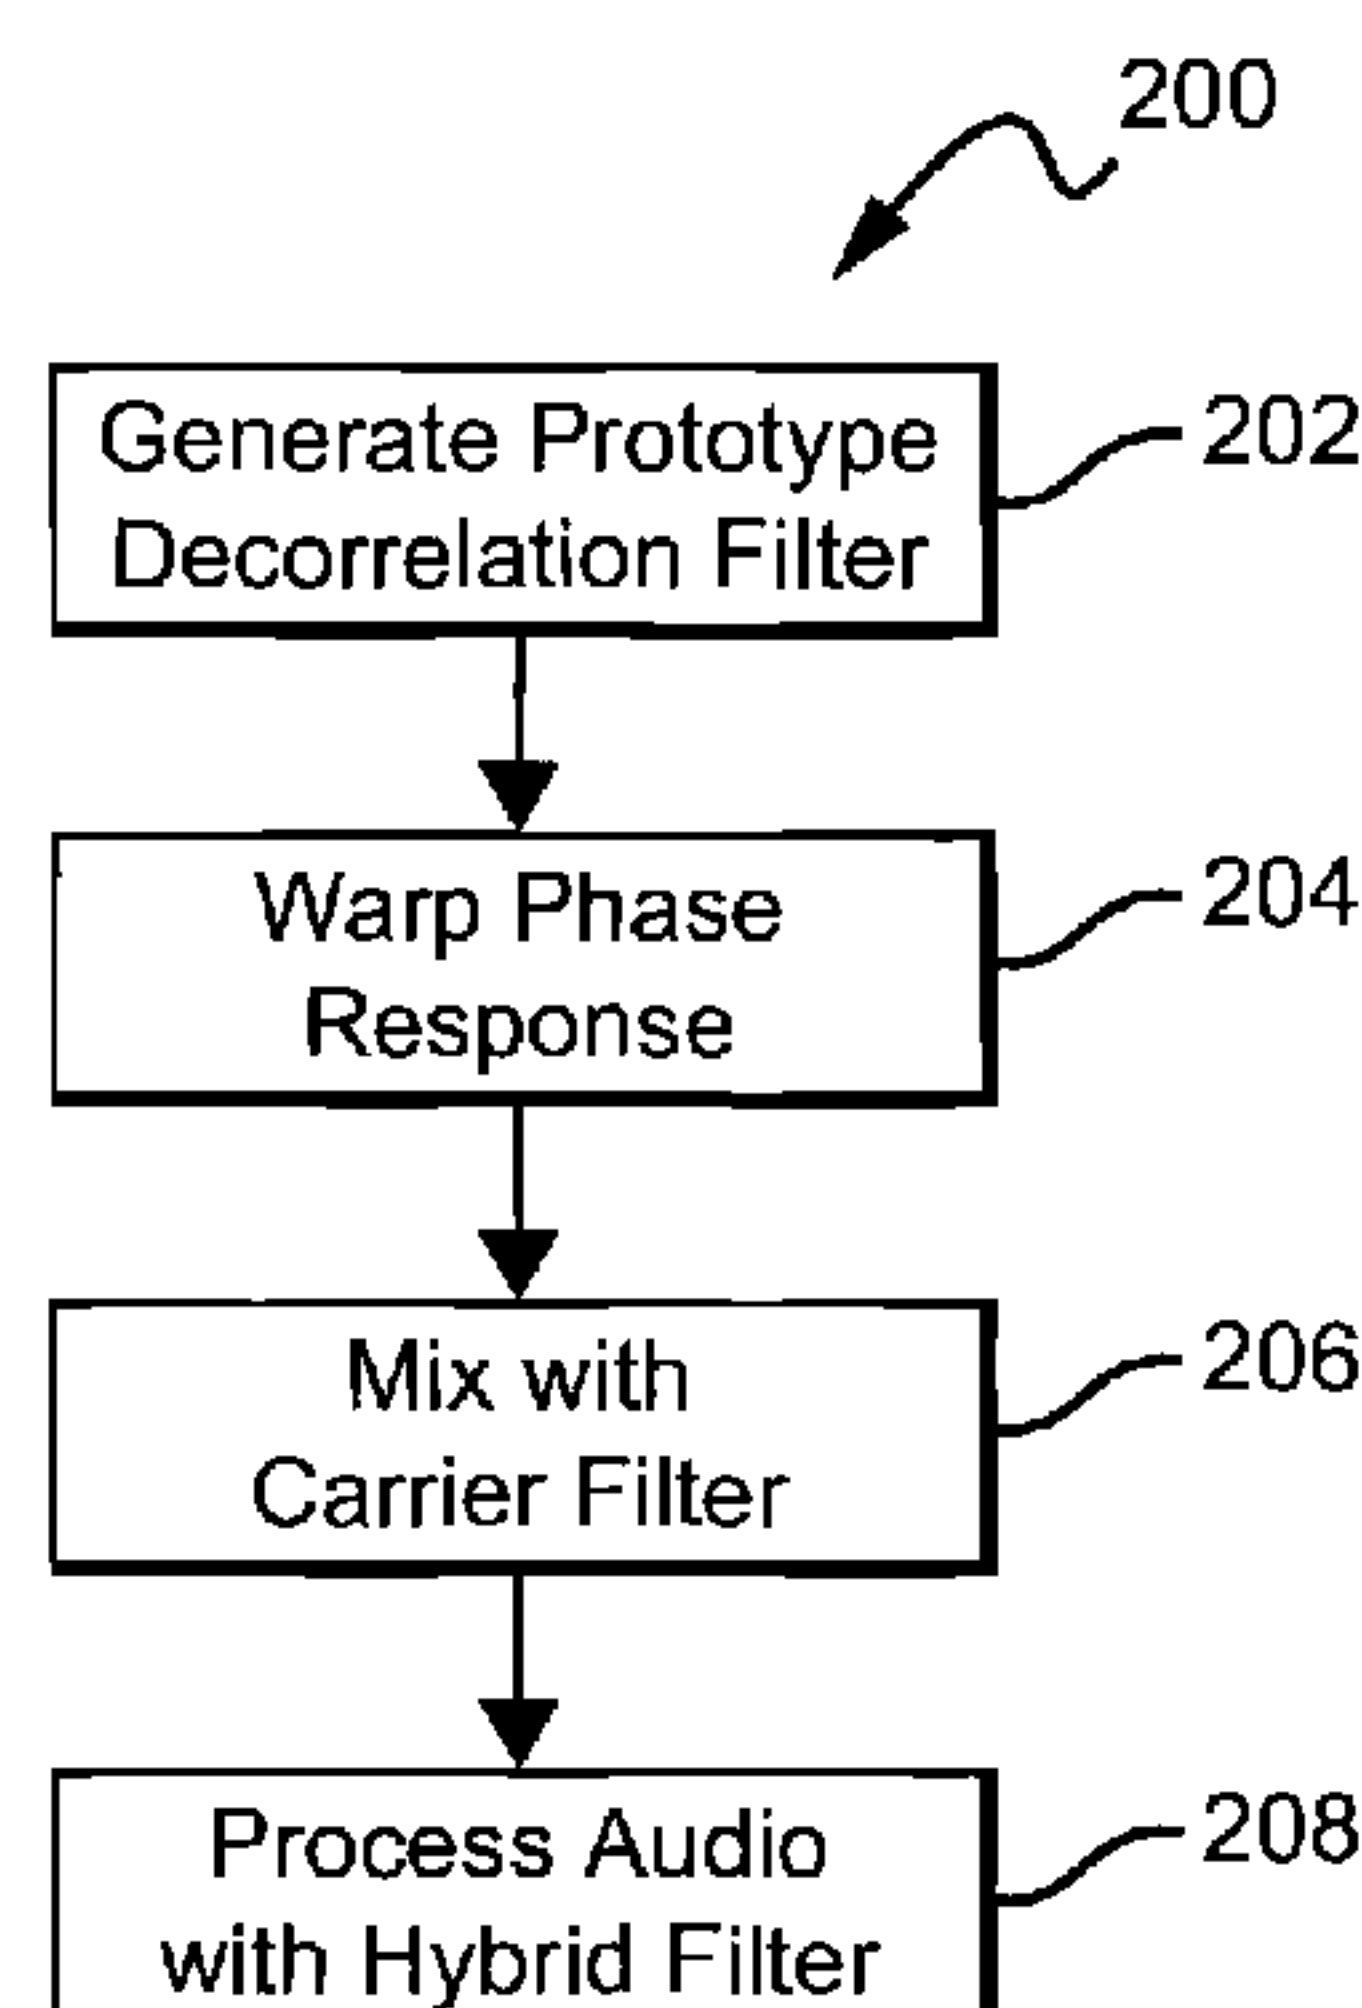 200
Generate Prototype
Decorrelation Filter
202
Warp Phase
Response
204
Mix with
Carrier Filter
206
Process Audio
with Hybrid Filter
208